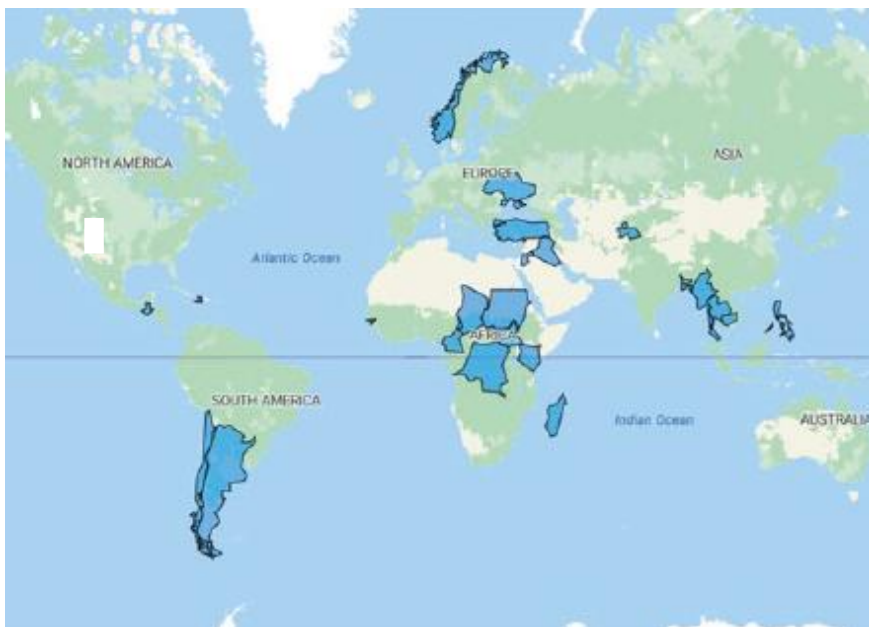 NORTH AMERICA
EUROPE
ASIA
Atlantic Ocean
AFRICA
SOUTH AMERICA
Indian Ocean
AUSTRALIA